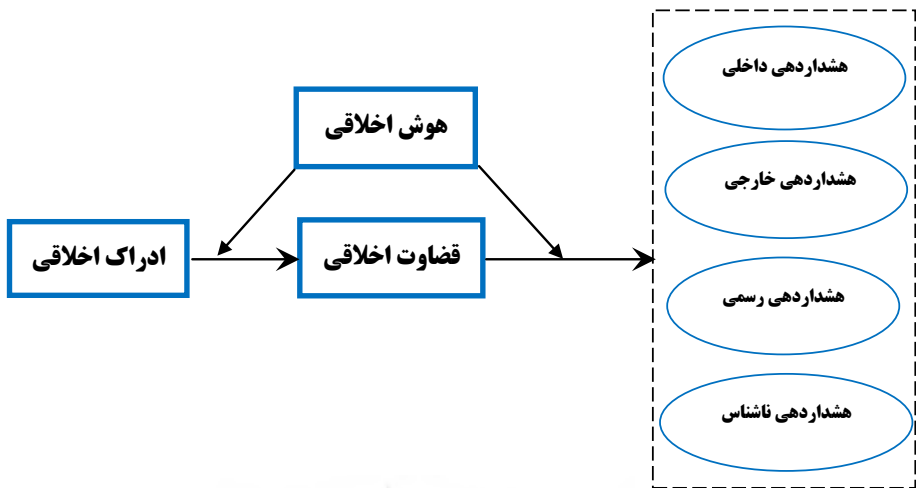 هشداردهی داخلی
هوش اخلاقی
هشداردهی خارجی
ادراک اخلاقی
قضاوت اخلاقی
هشداردهی رسمی
هشداردهی ناشناس